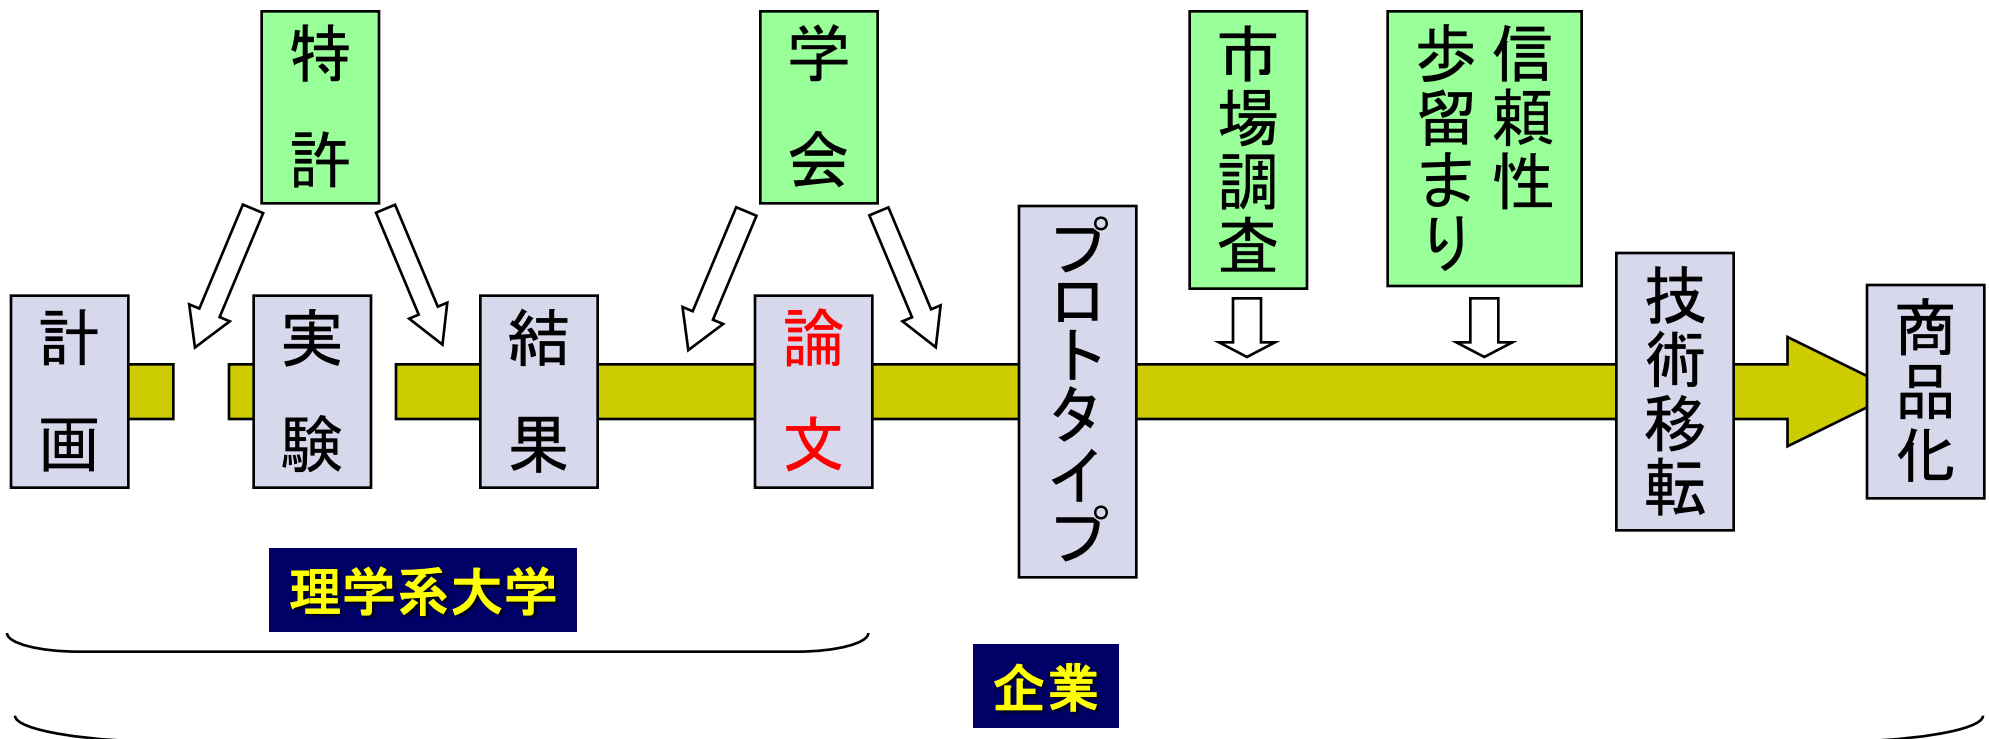 特許
学会
市場調査
信頼性
歩留まり
計画
実験
結果
論文
プロトタイプ
技術移転
商品化
理学系大学
企業